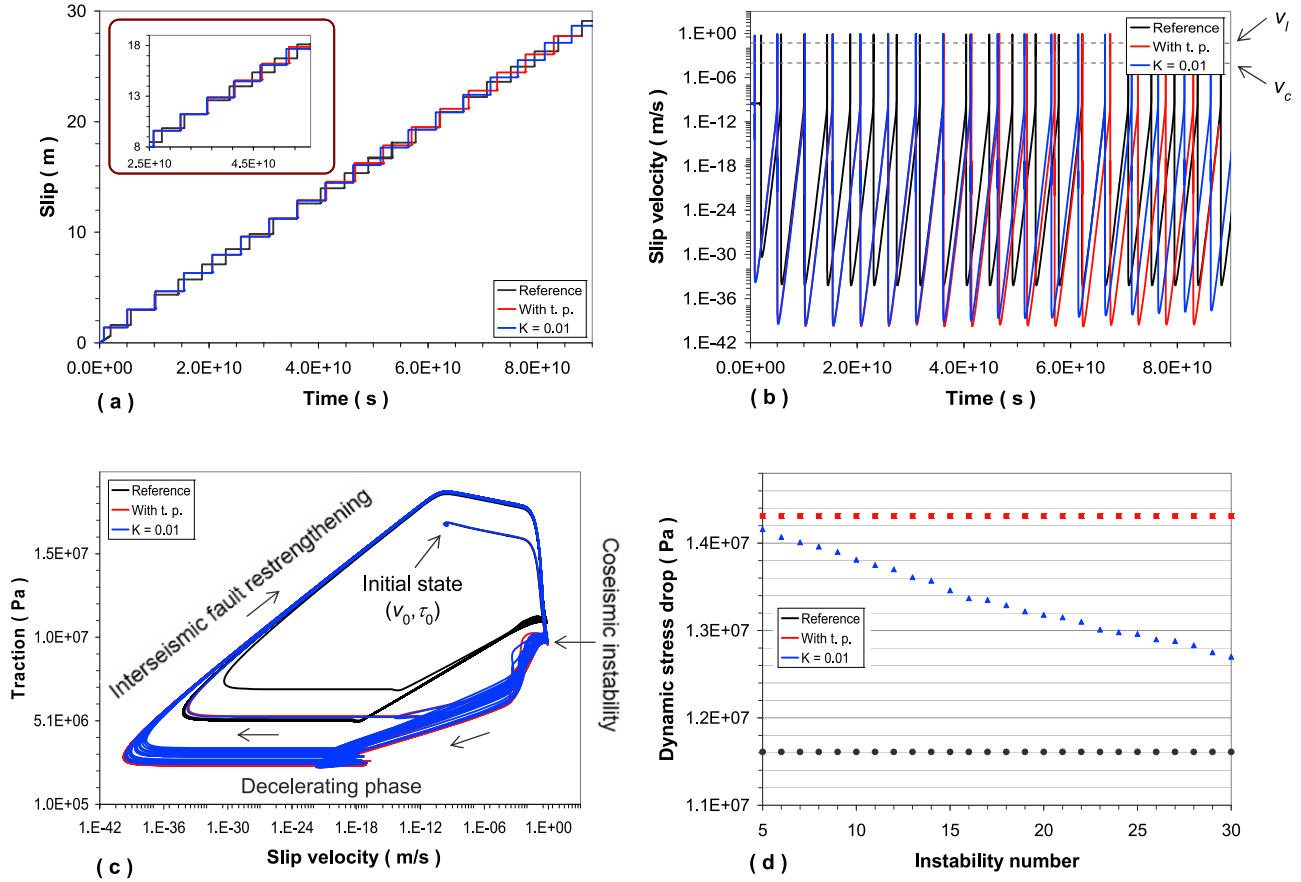 30
20
10
0
Slip ( m )
18
13
8
2.5E+10
4.5E+10
Reference
With t. p.
K = 0.01
0.0E+00
2.0E+10
4.0E+10
6.0E+10
8.0E+10
( a )
Time ( s )
1.E+00
1.E-06
1.E-12
1.E-18
1.E-24
1.E-30
1.E-36
1.E-42
Slip velocity ( m/s )
Reference
With t. p.
K = 0.01
v_l
v_c
0.0E+00
2.0E+10
4.0E+10
6.0E+10
8.0E+10
( b )
Time ( s )
1.5E+07
1.0E+07
5.1E+06
1.0E+05
Traction ( Pa )
Reference
With t. p.
K = 0.01
Interseismic fault restrengthening
Initial state
(v₀, τ₀)
Coseismic instability
Decelerating phase
1.E-42
1.E-36
1.E-30
1.E-24
1.E-18
1.E-12
1.E-06
1.E+00
( c )
Slip velocity ( m/s )
1.4E+07
1.3E+07
1.2E+07
1.1E+07
Dynamic stress drop ( Pa )
Reference
With t. p.
K = 0.01
5
10
15
20
25
30
( d )
Instability number